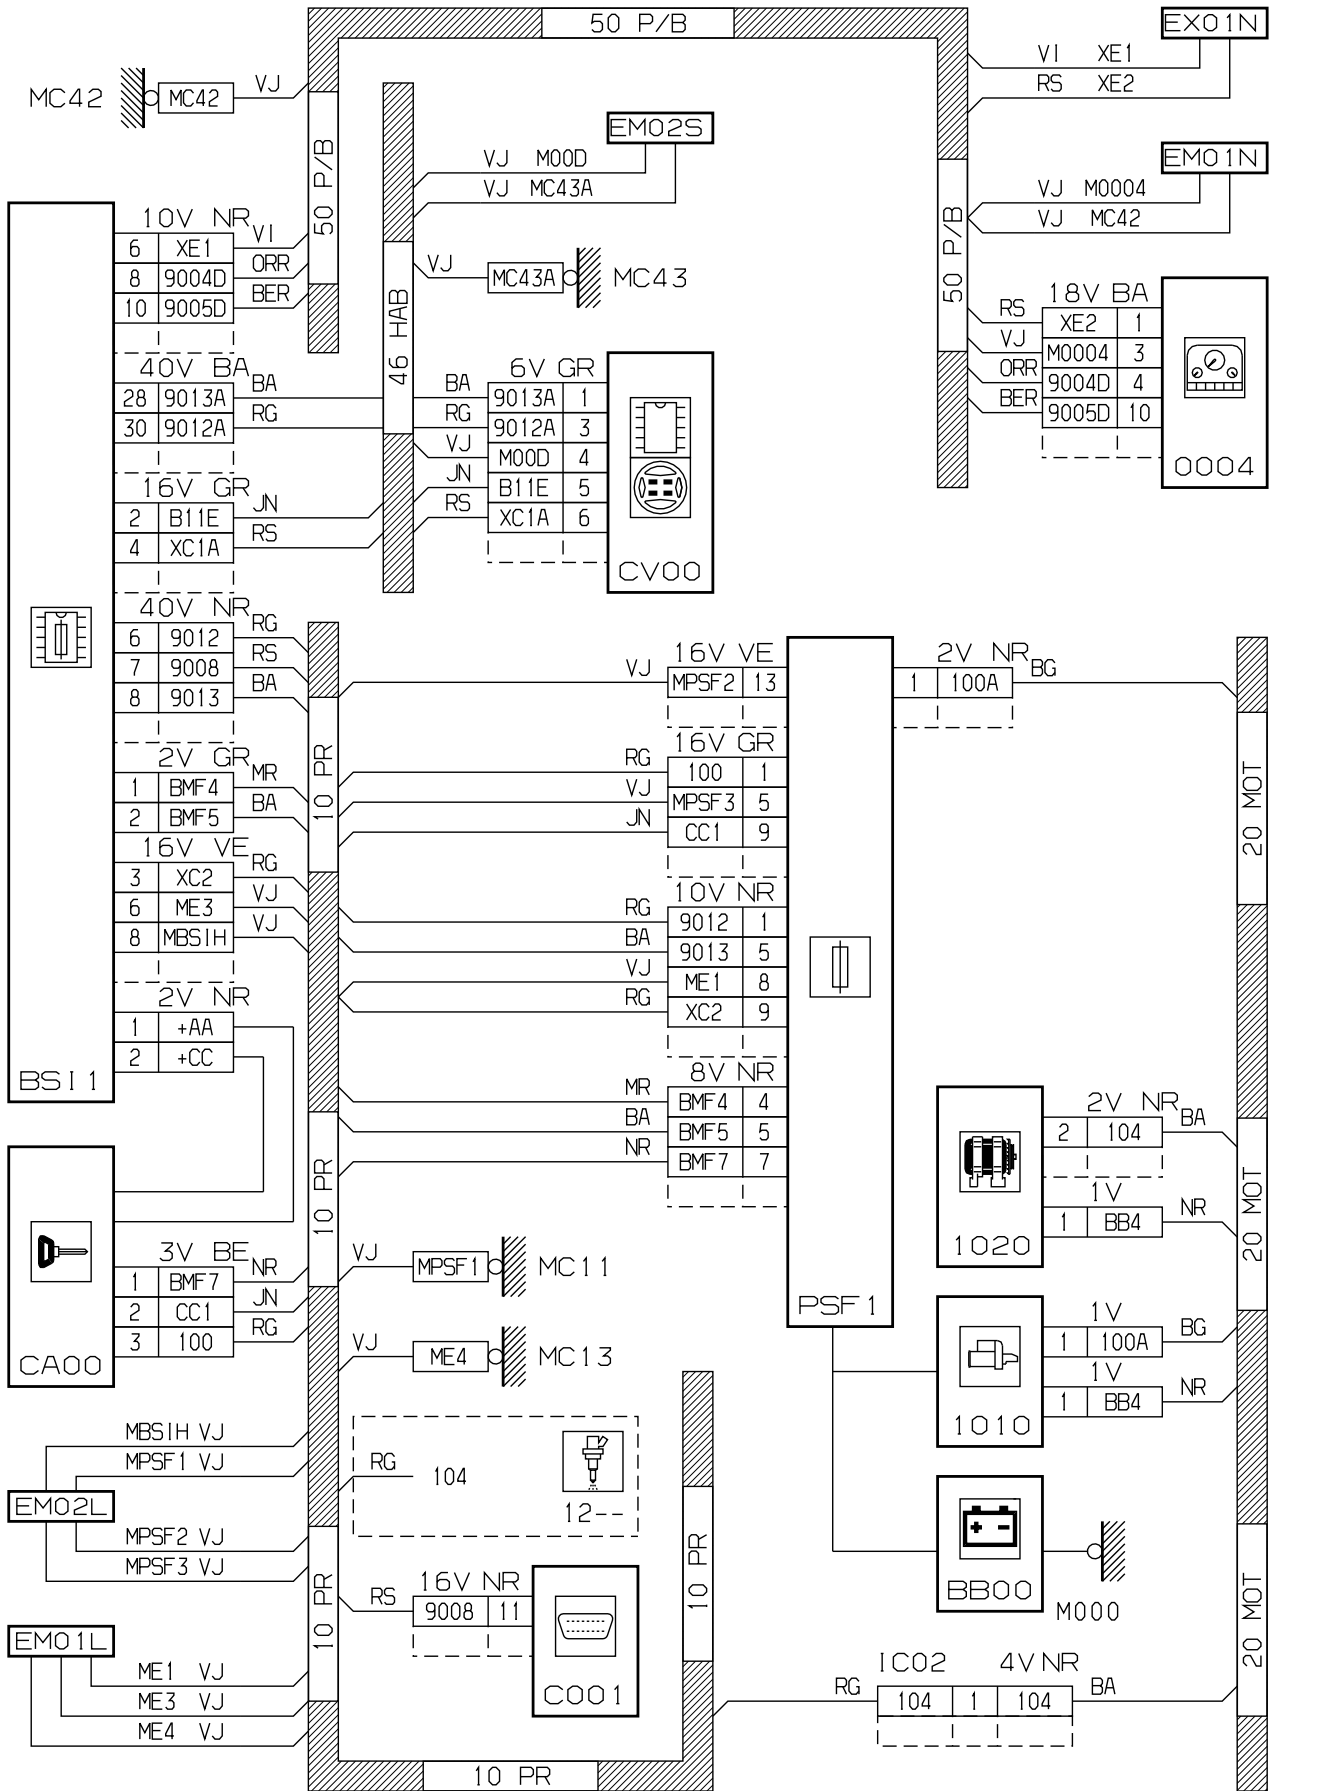 50 P/B
EX01N
VI XE1
RS XE2
MC42
MC42
VJ
EM02S
VJ M00D
VJ MC43A
EM01N
VJ M0004
VJ MC42
50 P/B
50 P/B
46 HAB
10V NR
6 XE1 VI
8 9004D ORR
10 9005D BER
VJ
MC43A
MC43
18V BA
RS XE2 1
VJ M0004 3
ORR 9004D 4
BER 9005D 10
0004
40V BA
28 9013A BA
30 9012A RG
6V GR
BA 9013A 1
RG 9012A 3
VJ M00D 4
JN B11E 5
RS XC1A 6
CV00
16V GR
2 B11E JN
4 XC1A RS
40V NR
6 9012 RG
7 9008 RS
8 9013 BA
2V GR
1 BMF4 MR
2 BMF5 BA
16V VE
3 XC2 RG
6 ME3 VJ
8 MBSIH VJ
2V NR
1 +AA
2 +CC
BSI1
10 PR
16V VE
VJ MPSF2 13
2V NR
1 100A BG
16V GR
RG 100 1
VJ MPSF3 5
JN CC1 9
20 MOT
10V NR
RG 9012 1
BA 9013 5
VJ ME1 8
RG XC2 9
8V NR
MR BMF4 4
BA BMF5 5
NR BMF7 7
10 PR
PSF1
2V NR
2 104 BA
1V
1 BB4 NR
1020
20 MOT
3V BE
1 BMF7 NR
2 CC1 JN
3 100 RG
CA00
VJ
MPSF1
MC11
VJ
ME4
MC13
1V
1 100A BG
1V
1 BB4 NR
1010
MBSIH VJ
MPSF1 VJ
EM02L
MPSF2 VJ
MPSF3 VJ
RG 104
12--
10 PR
10 PR
BB00
M000
20 MOT
16V NR
RS 9008 11
C001
EM01L
ME1 VJ
ME3 VJ
ME4 VJ
IC02 4V NR
RG 104 1 104 BA
10 PR